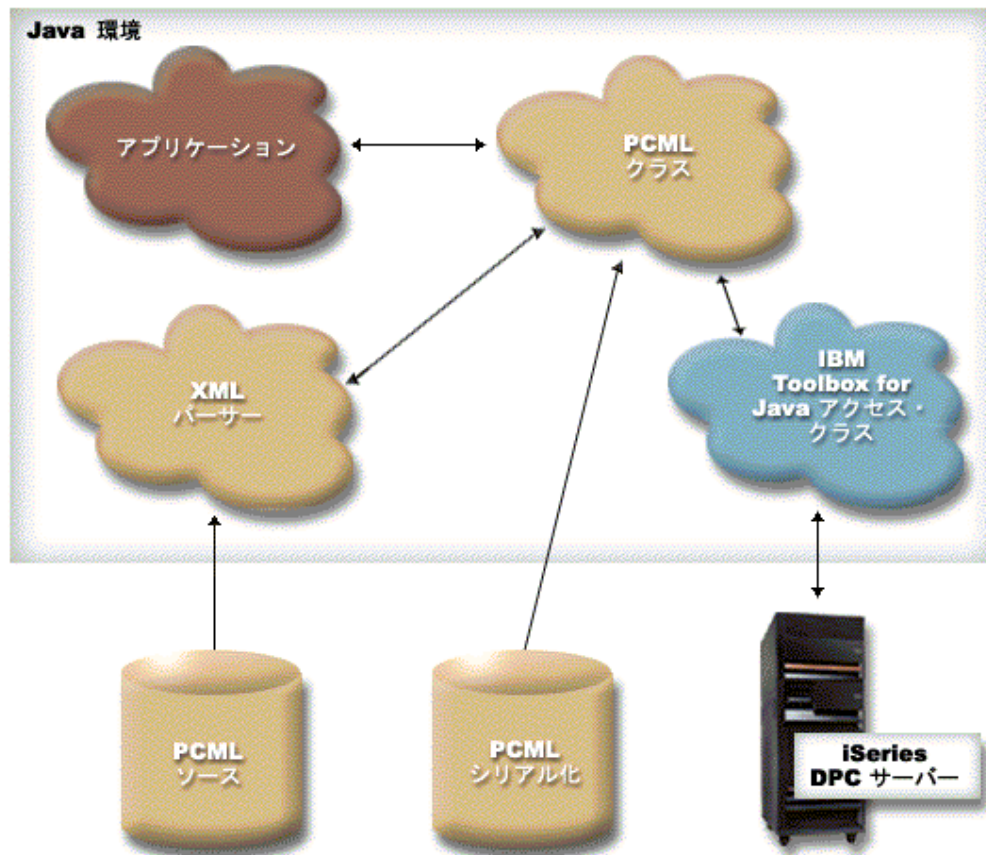 Java 環境
アプリケーション
PCML
クラス
XML
パーサー
IBM
Toolbox for
Java アクセス・
クラス
PCML
ソース
PCML
シリアル化
iSeries
DPC サーバー